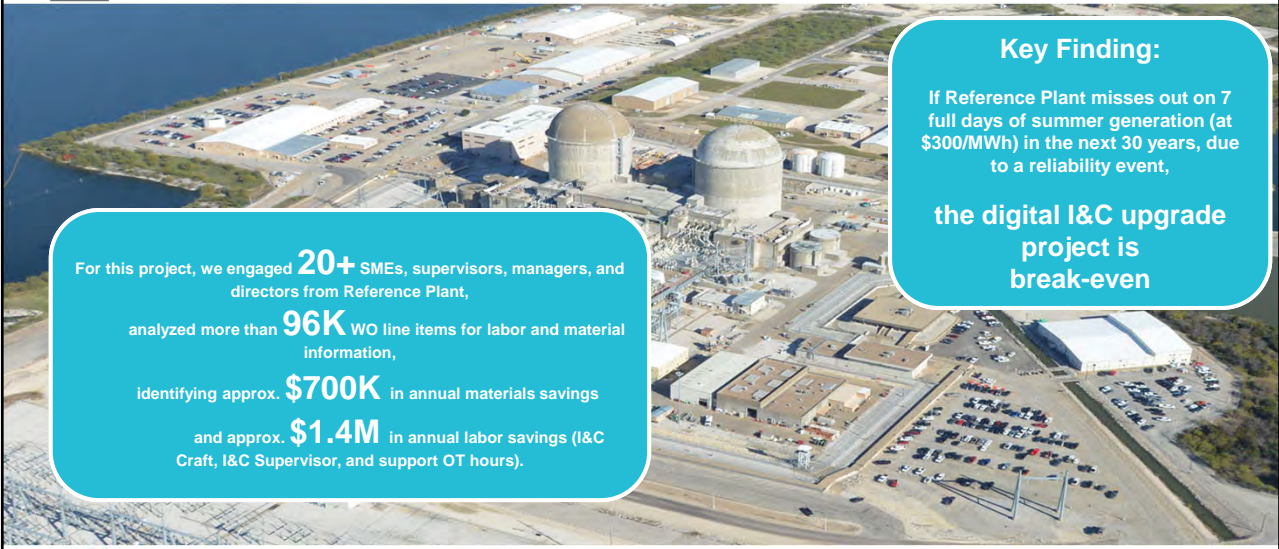 For this project, we engaged 20+ SMEs, supervisors, managers, and
directors from Reference Plant,
analyzed more than 96K WO line items for labor and material
information,
identifying approx. $700K in annual materials savings
and approx. $1.4M in annual labor savings (I&C
Craft, I&C Supervisor, and support OT hours).
Key Finding:
If Reference Plant misses out on 7
full days of summer generation (at
$300/MWh) in the next 30 years, due
to a reliability event,
the digital I&C upgrade
project is
break-even